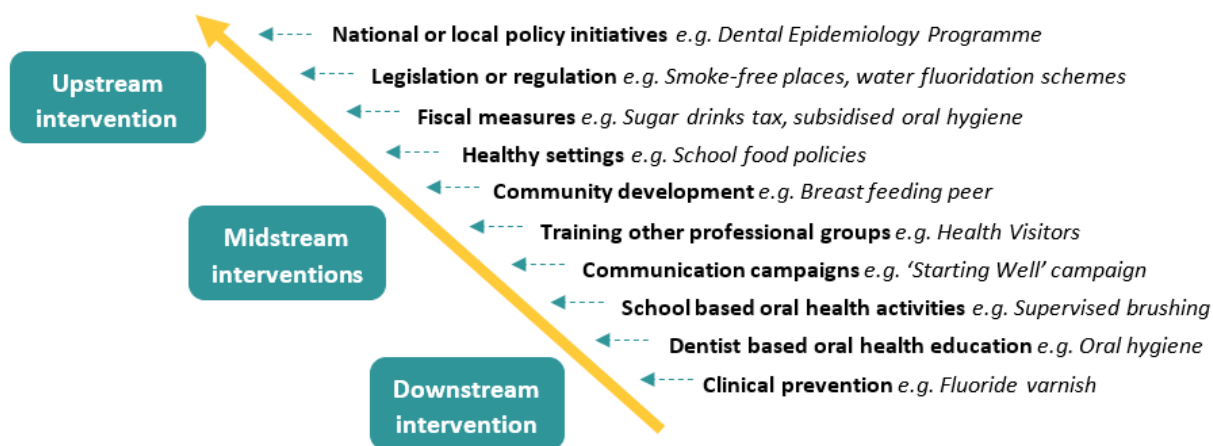 National or local policy initiatives e.g. Dental Epidemiology Programme
Upstream
intervention
Legislation or regulation e.g. Smoke-free places, water fluoridation schemes
Fiscal measures e.g. Sugar drinks tax, subsidised oral hygiene
Healthy settings e.g. School food policies
Community development e.g. Breast feeding peer
Midstream
interventions
Training other professional groups e.g. Health Visitors
Communication campaigns e.g. ‘Starting Well’ campaign
School based oral health activities e.g. Supervised brushing
Dentist based oral health education e.g. Oral hygiene
Downstream
intervention
Clinical prevention e.g. Fluoride varnish